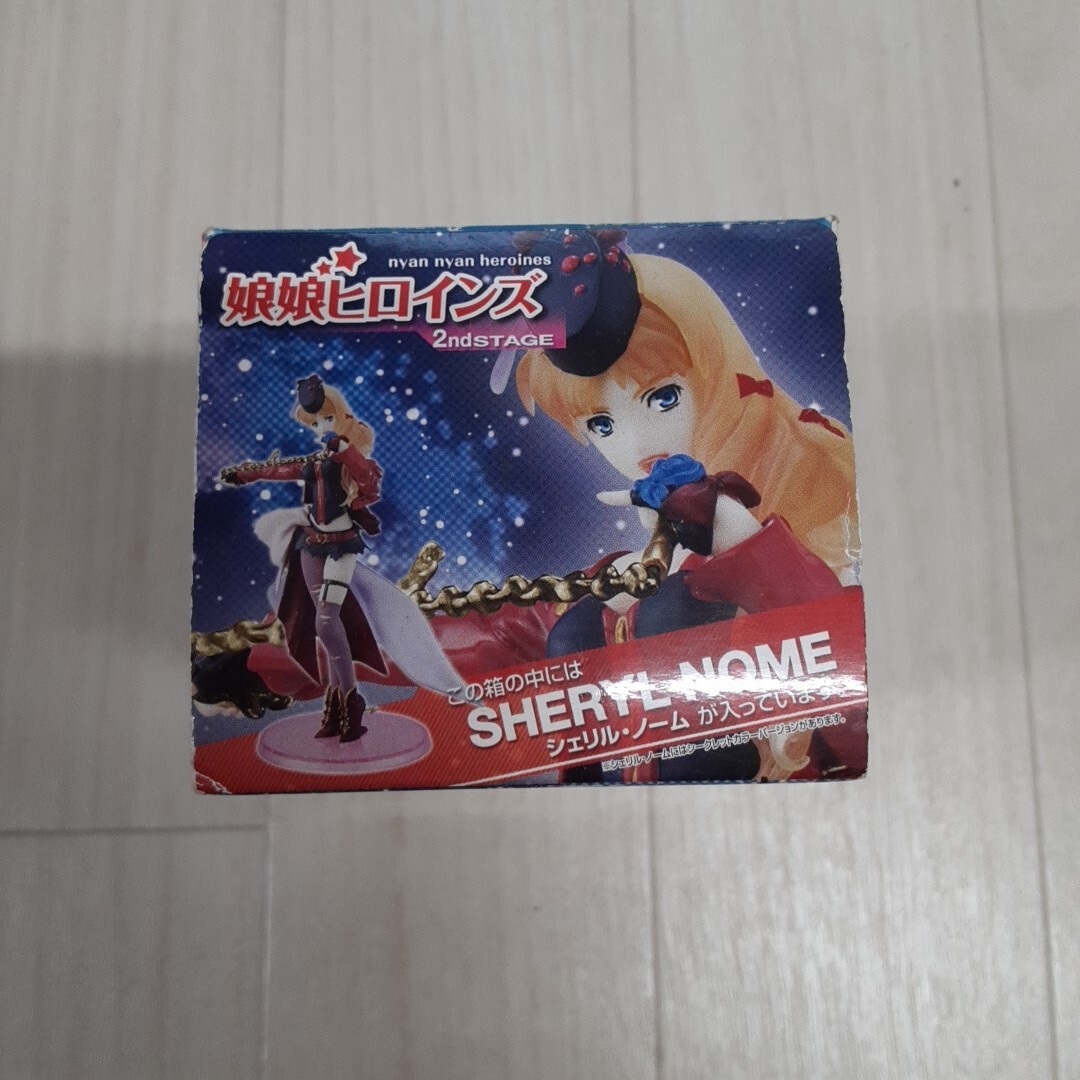 nyan nyan heroines
娘娘ヒロインズ
2nd STAGE
この箱の中には
SHERYL NOME
シェリル・ノーム が入っています。
※シェリル・ノームにはシークレットカラーバージョンがあります。